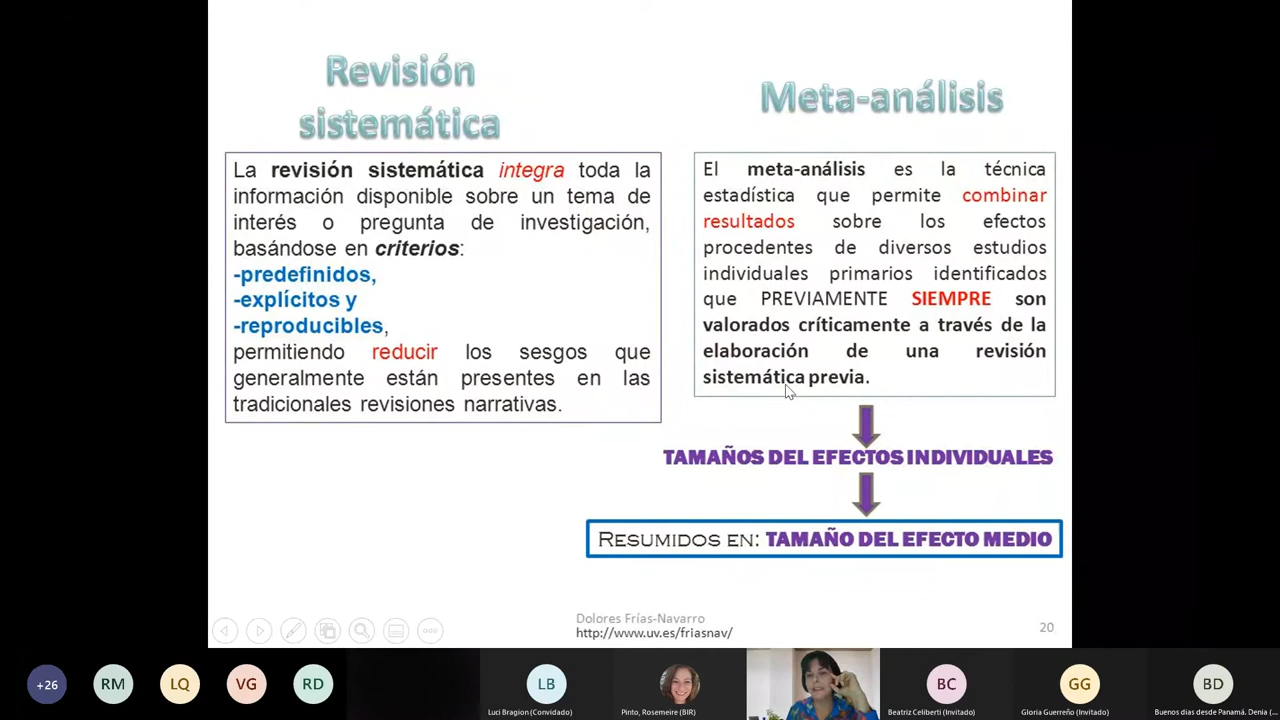 Revisión
sistemática
La revisión sistemática integra toda la
información disponible sobre un tema de
interés o pregunta de investigación,
basándose en criterios:
-predefinidos,
-explícitos y
-reproducibles,
permitiendo reducir los sesgos que
generalmente están presentes en las
tradicionales revisiones narrativas.
Meta-análisis
El meta-análisis es la técnica
estadística que permite combinar
resultados sobre los efectos
procedentes de diversos estudios
individuales primarios identificados
que PREVIAMENTE SIEMPRE son
valorados críticamente a través de la
elaboración de una revisión
sistemática previa.
TAMAÑOS DEL EFECTOS INDIVIDUALES
RESUMIDOS EN: TAMAÑO DEL EFECTO MEDIO
Dolores Frías-Navarro
http://www.uv.es/friasnav/
20
+26
RM
LQ
VG
RD
LB
Luci Bragion (Convidado)
Pinto, Rosemeire (BIR)
BC
Beatriz Celiberti (Invitado)
GG
Gloria Guerreño (Invitado)
BD
Buenos dias desde Panamá. Denia (...